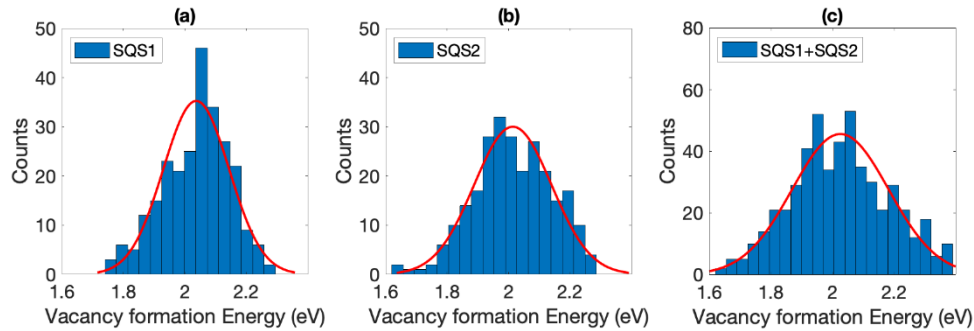 (a)
SQS1
50
40
30
20
10
0
Counts
1.6 1.8 2 2.2
Vacancy formation Energy (eV)
(b)
SQS2
50
40
30
20
10
0
Counts
1.6 1.8 2 2.2
Vacancy formation Energy (eV)
(c)
SQS1+SQS2
80
60
40
20
0
Counts
1.6 1.8 2 2.2
Vacancy formation Energy (eV)